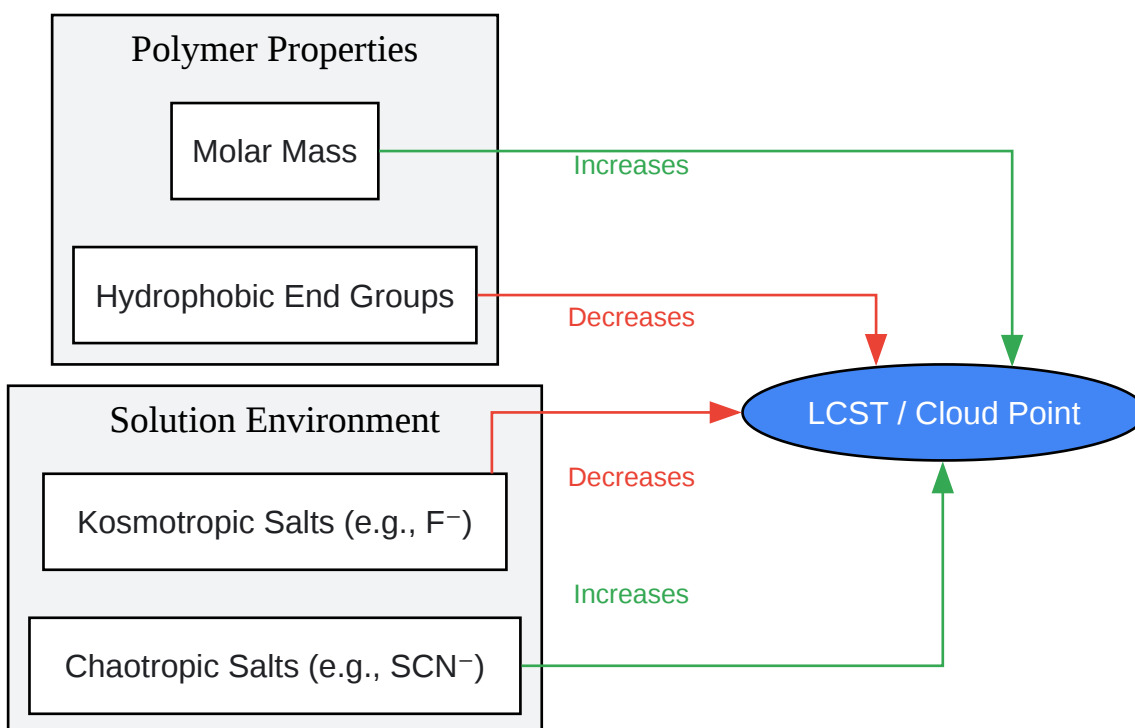 Polymer Properties
Molar Mass
Increases
Hydrophobic End Groups
Decreases
LCST / Cloud Point
Solution Environment
Decreases
Kosmotropic Salts (e.g., F⁻)
Increases
Chaotropic Salts (e.g., SCN⁻)